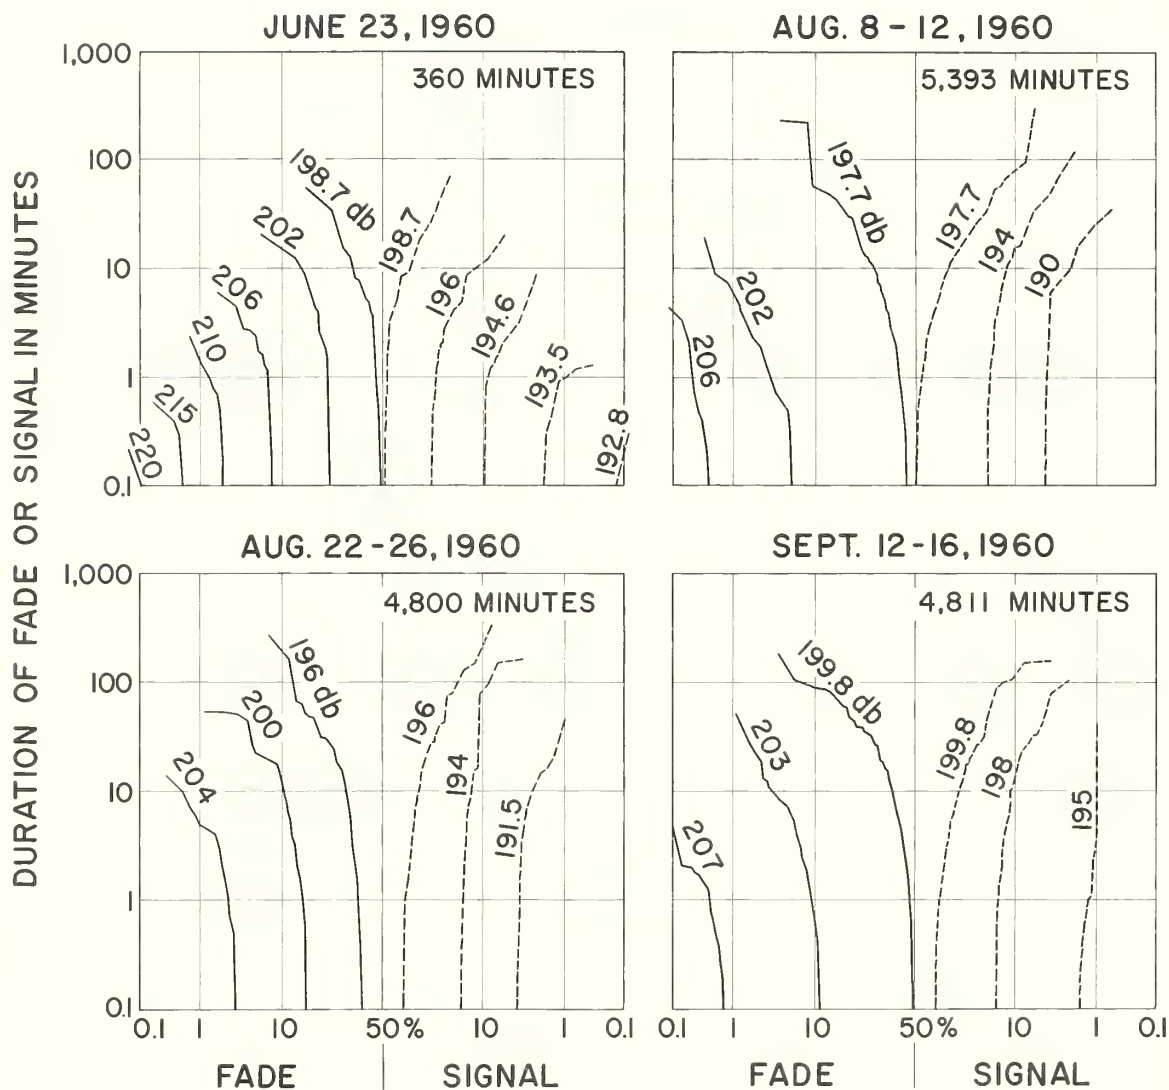 DURATION OF FADE OR SIGNAL IN MINUTES
JUNE 23, 1960
360 MINUTES
1,000
100
10
1
0.1
198.7 db
202
206
210
215
220
198.7
196
194.6
193.5
192.8
AUG. 8 - 12, 1960
5,393 MINUTES
197.7 db
202
206
197.7
194
190
AUG. 22 - 26, 1960
4,800 MINUTES
1,000
100
10
1
0.1
196 db
200
204
196
194
191.5
0.1 1 10 50% 10 1 0.1
FADE SIGNAL
SEPT. 12-16, 1960
4,811 MINUTES
199.8 db
203
207
199.8
198
195
0.1 1 10 50% 10 1 0.1
FADE SIGNAL